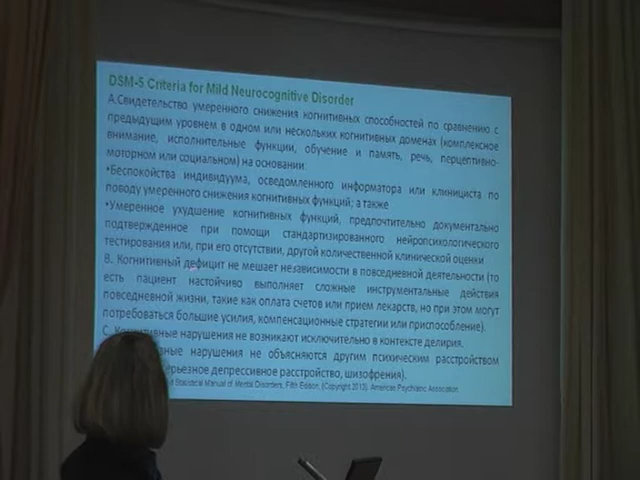 DSM-5 Criteria for Mild Neurocognitive Disorder
А.Свидетельство умеренного снижения когнитивных способностей по сравнению с
предыдущим уровнем в одном или нескольких когнитивных доменах (комплексное
внимание, исполнительные функции, обучение и память, речь, перцептивно-
моторном или социальном) на основании:
•Беспокойства индивидуума, осведомленного информатора или клинициста по
поводу умеренного снижения когнитивных функций; а также
•Умеренное ухудшение когнитивных функций, предпочтительно документально
подтвержденное при помощи стандартизированного нейропсихологического
тестирования или, при его отсутствии, другой количественной клинической оценки
В. Когнитивный дефицит не мешает независимости в повседневной деятельности (то
есть пациент настойчиво выполняет сложные инструментальные действия
повседневной жизни, такие как оплата счетов или прием лекарств, но при этом могут
потребоваться большие усилия, компенсационные стратегии или приспособление).
С. Когнитивные нарушения не возникают исключительно в контексте делирия.
нарушения не объясняются другим психическим расстройством
депрессивное расстройство, шизофрения).
Statistical Manual of Mental Disorders, Fifth Edition, (Copyright 2013). American Psychiatric Association